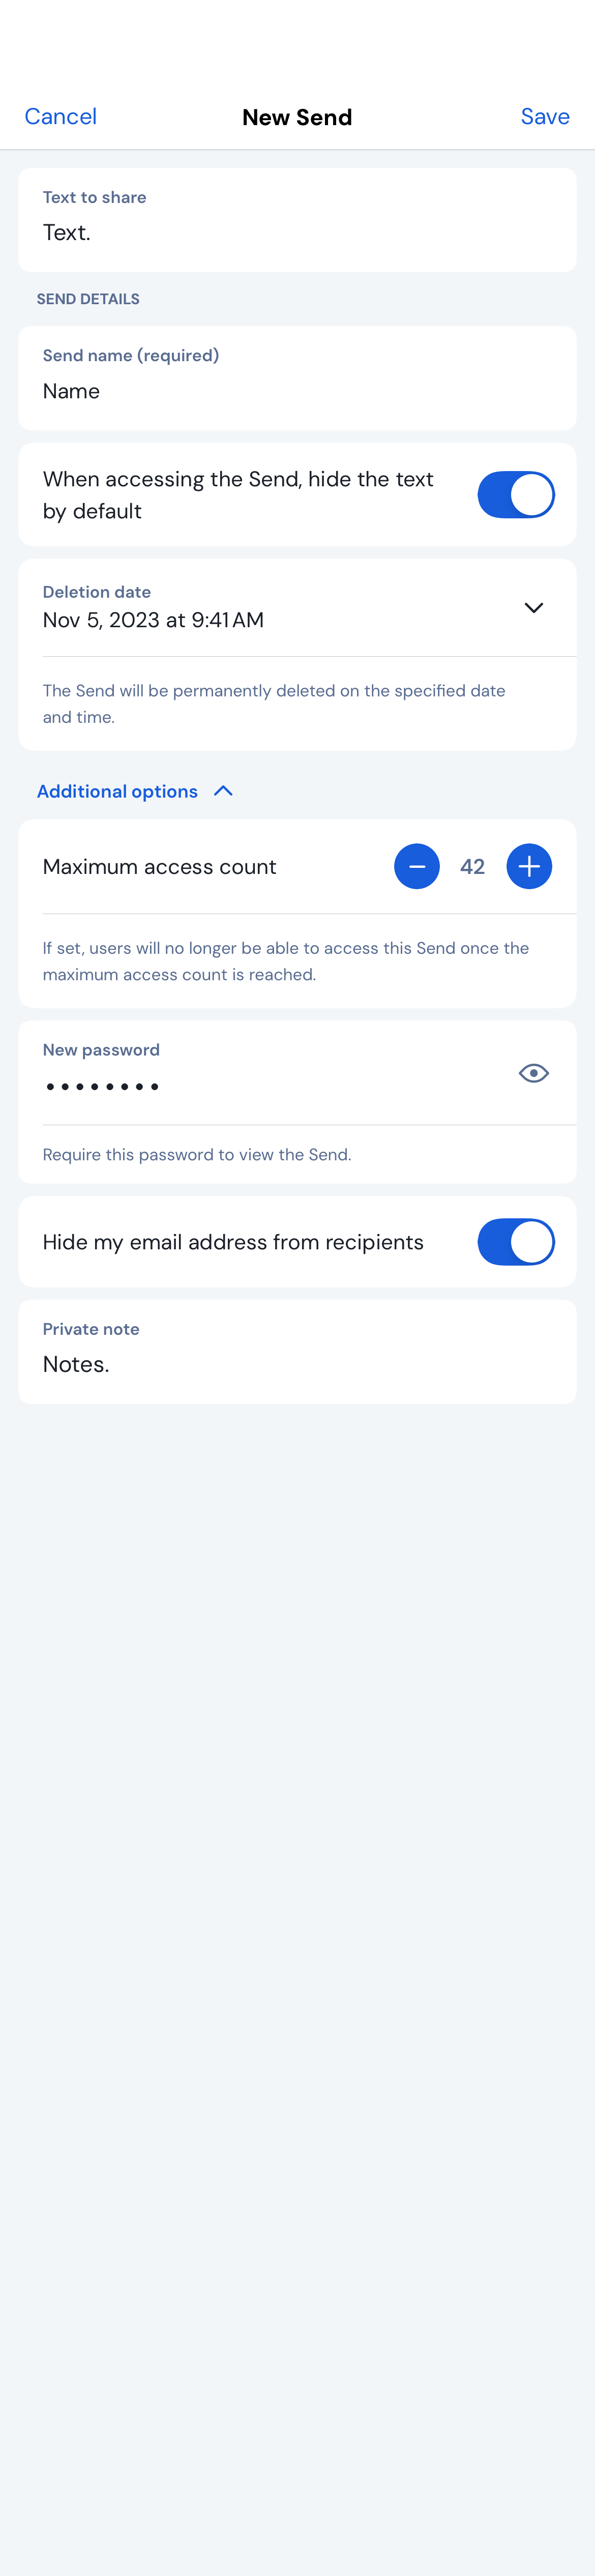 Cancel New Send Save
Text to share
Text.
SEND DETAILS
Send name (required)
Name
When accessing the Send, hide the text
by default
Deletion date
Nov 5, 2023 at 9:41 AM
The Send will be permanently deleted on the specified date
and time.
Additional options
Maximum access count 42
If set, users will no longer be able to access this Send once the
maximum access count is reached.
New password
••••••••
Require this password to view the Send.
Hide my email address from recipients
Private note
Notes.